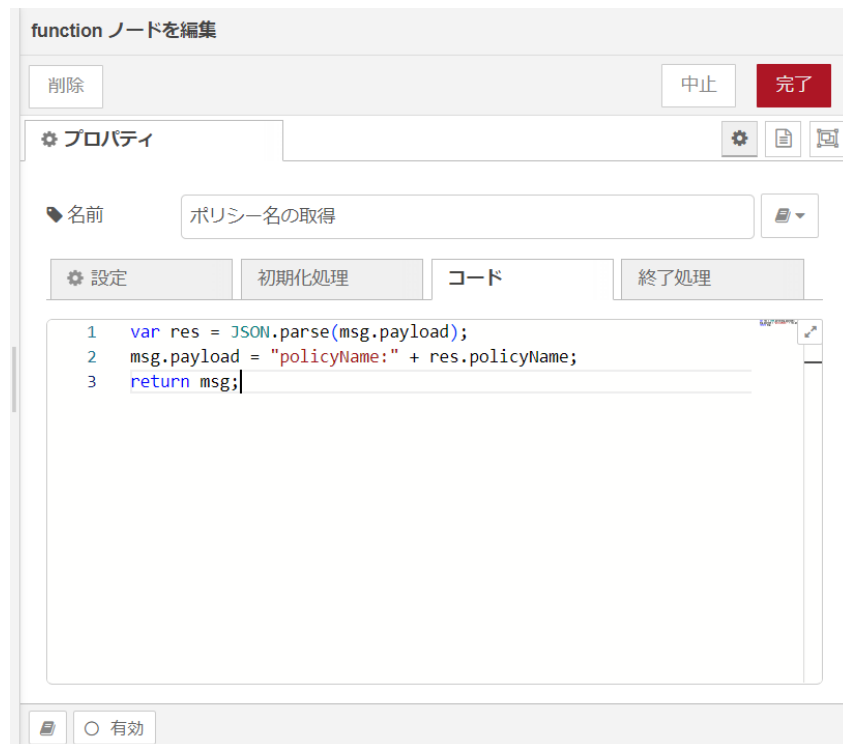 function ノードを編集
削除
中止
完了
プロパティ
名前
ポリシー名の取得
設定
初期化処理
コード
終了処理
1 var res = JSON.parse(msg.payload);
2 msg.payload = "policyName:" + res.policyName;
3 return msg;
有効